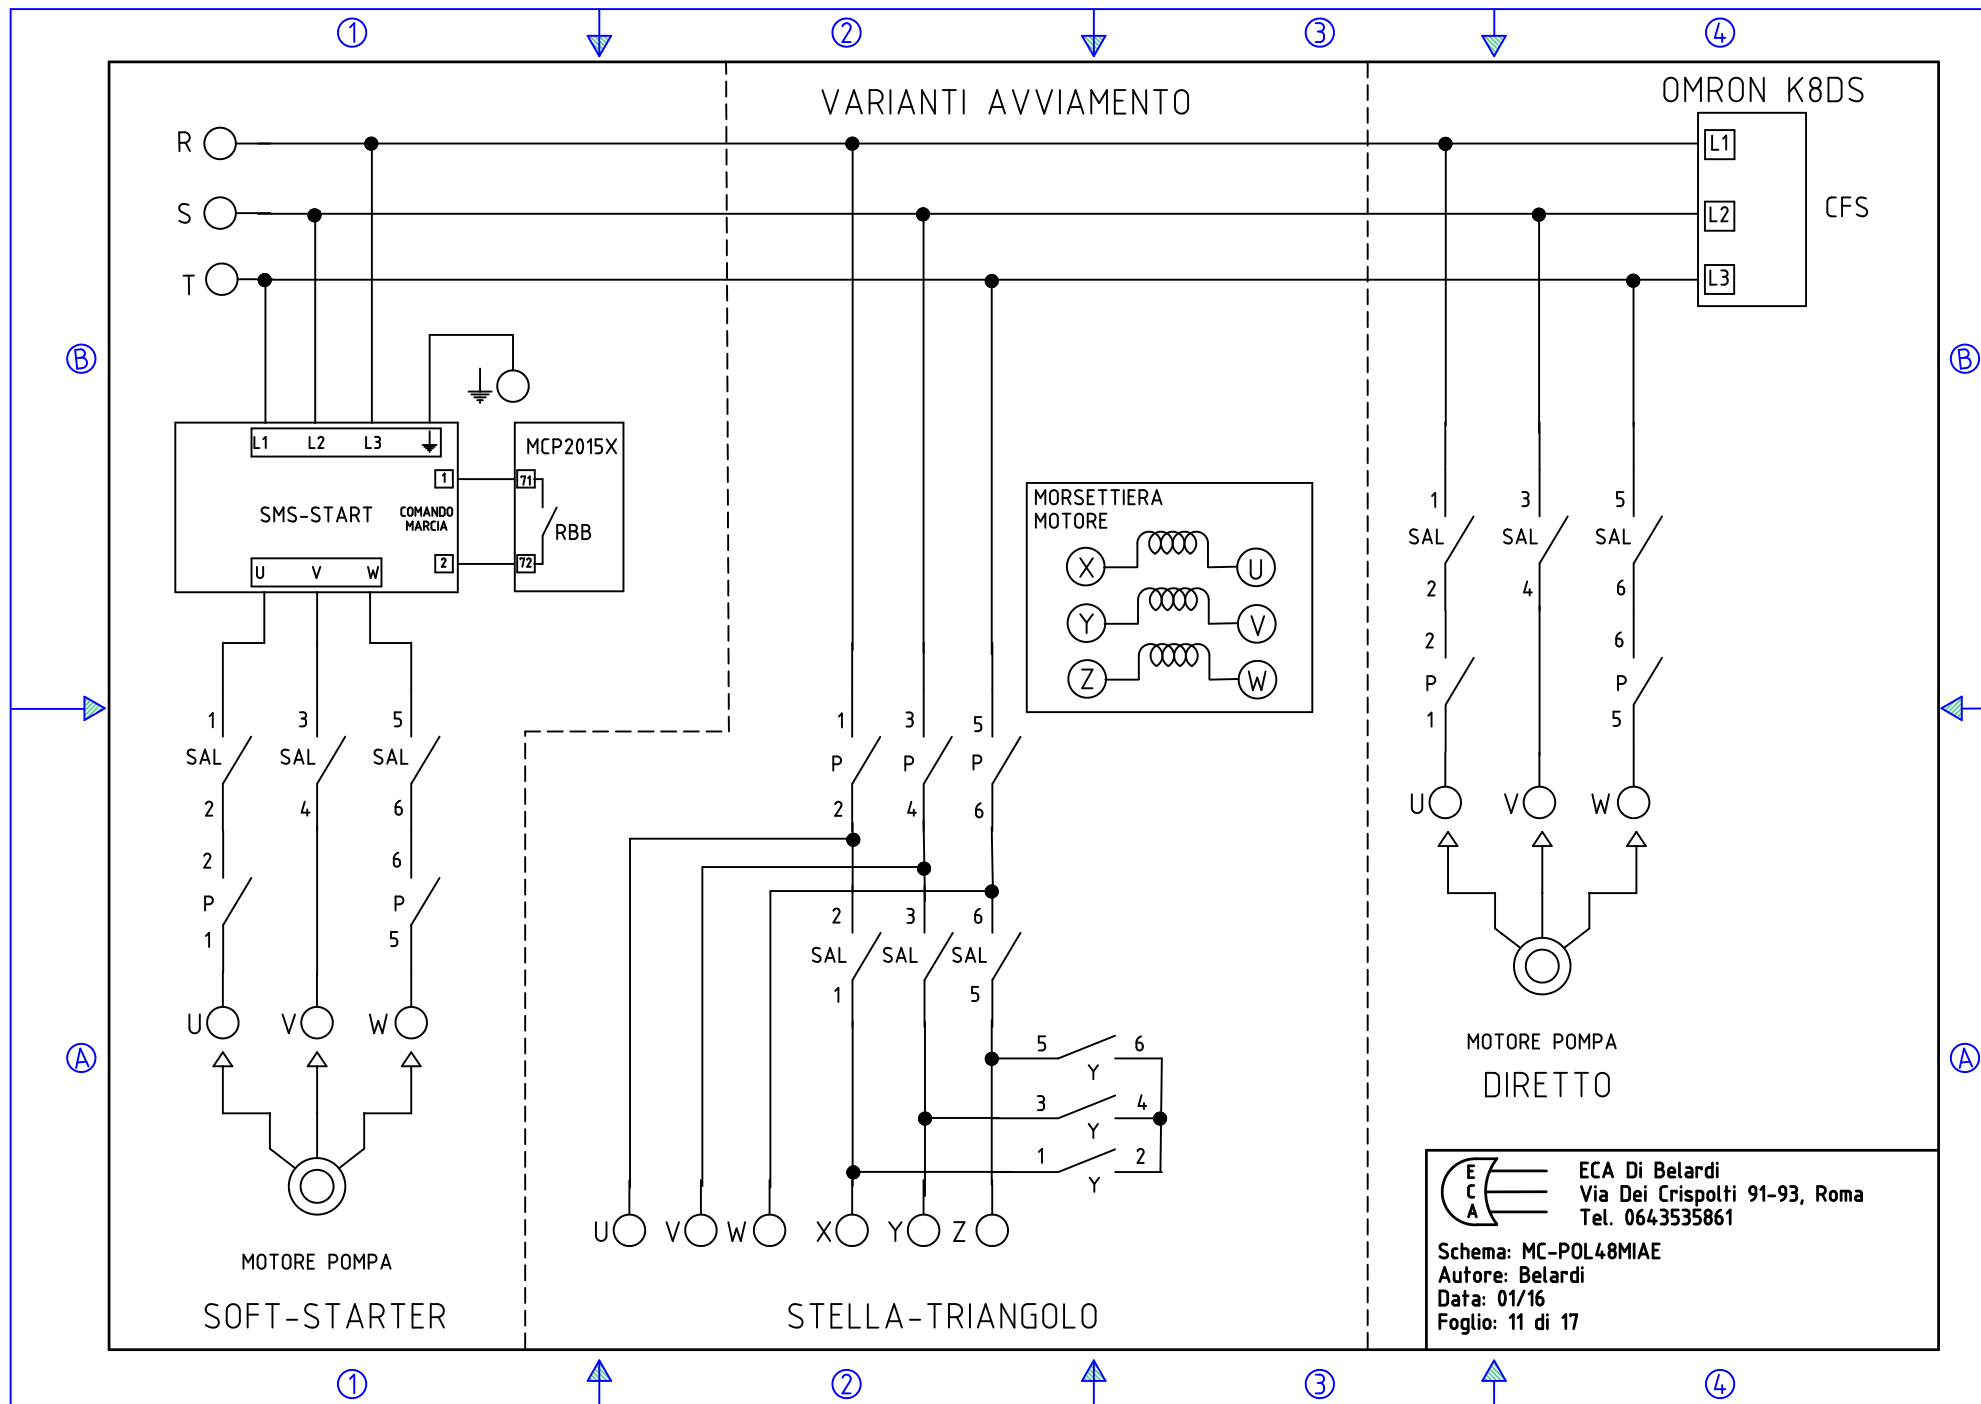 1 2 3 4
VARIANTI AVVIAMENTO
OMRON K8DS
R
L1
S
L2
CFS
T
L3
B
B
L1 L2 L3
MCP2015X
1
71
SMS-START
COMANDO
MARCIA
RBB
2
72
U V W
MORSETTIERA
MOTORE
X U
Y V
Z W
1 3 5
SAL SAL SAL
2 4 6
2 6
P P
1 5
U V W
MOTORE POMPA
DIRETTO
1 3 5
SAL SAL SAL
2 4 6
2 6
P P
1 5
U V W
MOTORE POMPA
SOFT-STARTER
1 3 5
P P P
2 4 6
2 3 6
SAL SAL SAL
1 5
5 6
Y
3 4
Y
1 2
Y
U V W X Y Z
STELLA-TRIANGOLO
A
A
E
C
A
ECA Di Belardi
Via Dei Crispolti 91-93, Roma
Tel. 0643535861
Schema: MC-POL48MIAE
Autore: Belardi
Data: 01/16
Foglio: 11 di 17
1 2 3 4